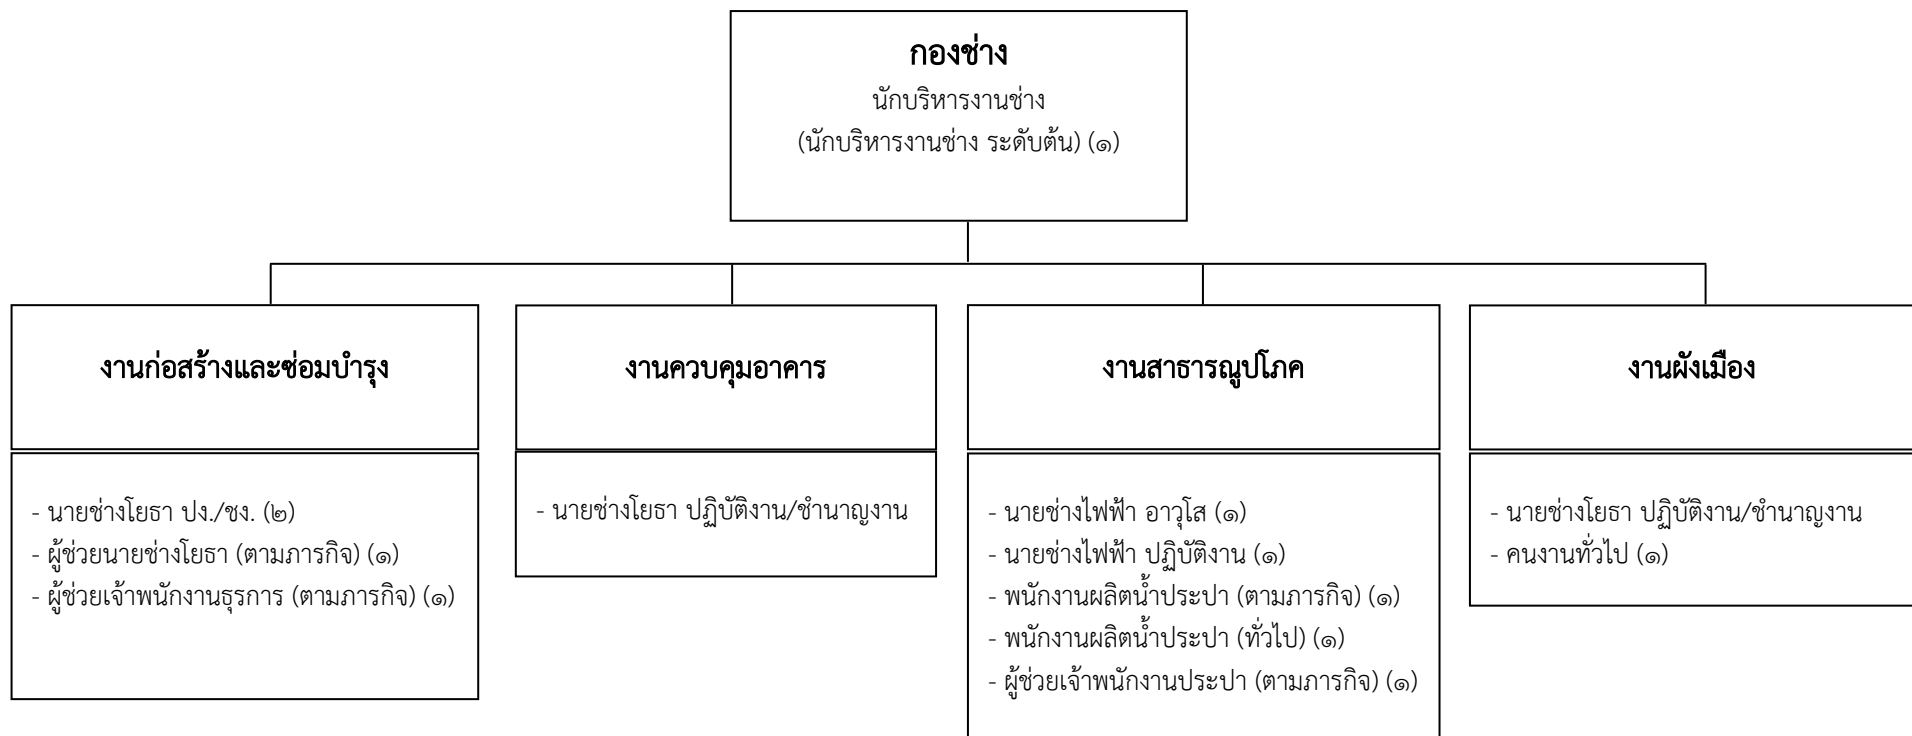 กองช่าง
นักบริหารงานช่าง
(นักบริหารงานช่าง ระดับต้น) (๑)
งานก่อสร้างและซ่อมบำรุง
- นายช่างโยธา ปง./ชง. (๒)
- ผู้ช่วยนายช่างโยธา (ตามภารกิจ) (๑)
- ผู้ช่วยเจ้าพนักงานธุรการ (ตามภารกิจ) (๑)
งานควบคุมอาคาร
- นายช่างโยธา ปฏิบัติงาน/ชำนาญงาน
งานสาธารณูปโภค
- นายช่างไฟฟ้า อาวุโส (๑)
- นายช่างไฟฟ้า ปฏิบัติงาน (๑)
- พนักงานผลิตน้ำประปา (ตามภารกิจ) (๑)
- พนักงานผลิตน้ำประปา (ทั่วไป) (๑)
- ผู้ช่วยเจ้าพนักงานประปา (ตามภารกิจ) (๑)
งานผังเมือง
- นายช่างโยธา ปฏิบัติงาน/ชำนาญงาน
- คนงานทั่วไป (๑)